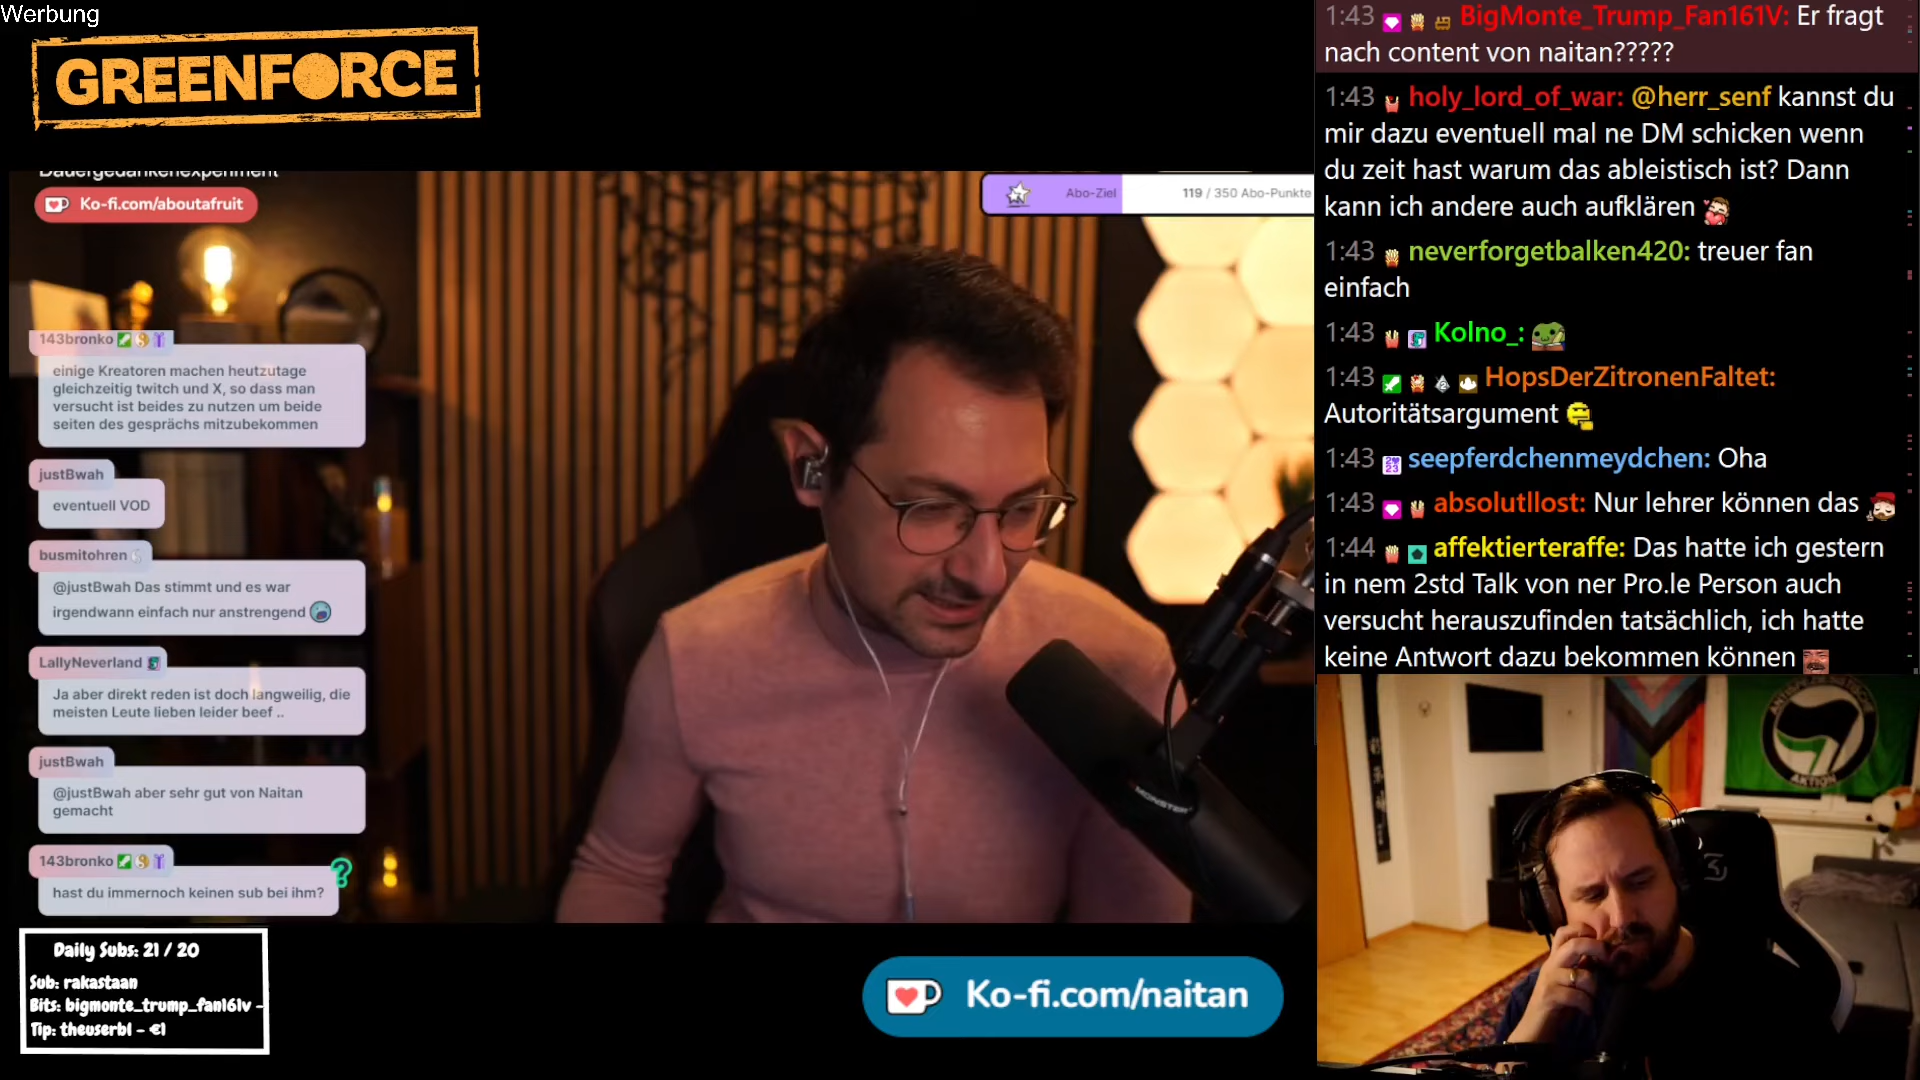 Werbung
GREENFORCE
Dauergedankenexperiment
Ko-fi.com/aboutafruit
Abo-Ziel
119 / 350 Abo-Punkte
143bronko
einige Kreatoren machen heutzutage
gleichzeitig twitch und X, so dass man
versucht ist beides zu nutzen um beide
seiten des gesprächs mitzubekommen
justBwah
eventuell VOD
busmitohren
@justBwah Das stimmt und es war
irgendwann einfach nur anstrengend
LallyNeverland
Ja aber direkt reden ist doch langweilig, die
meisten Leute lieben leider beef ..
justBwah
@justBwah aber sehr gut von Naitan
gemacht
143bronko
hast du immernoch keinen sub bei ihm?
?
MONSTER
Daily Subs: 21 / 20
Sub: rakastaan
Bits: bigmonte_trump_fan161v -
Tip: theuserbl - €1
Ko-fi.com/naitan
1:43 BigMonte_Trump_Fan161V: Er fragt
nach content von naitan?????
1:43 holy_lord_of_war: @herr_senf kannst du
mir dazu eventuell mal ne DM schicken wenn
du zeit hast warum das ableistisch ist? Dann
kann ich andere auch aufklären
1:43 neverforgetbalken420: treuer fan
einfach
1:43 Kolno_:
1:43 HopsDerZitronenFaltet:
Autoritätsargument
1:43 seepferdchenmeydchen: Oha
1:43 absolutllost: Nur lehrer können das
1:44 affektierteraffe: Das hatte ich gestern
in nem 2std Talk von ner Pro.le Person auch
versucht herauszufinden tatsächlich, ich hatte
keine Antwort dazu bekommen können
AKTION